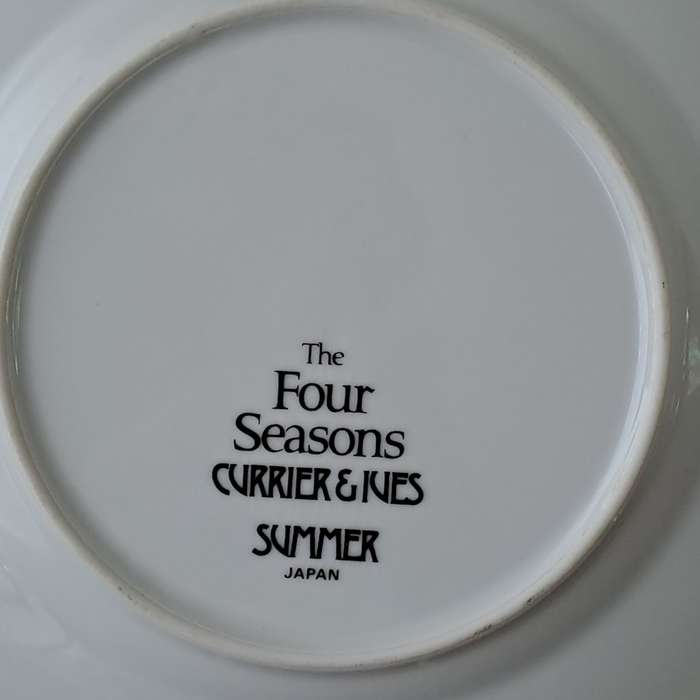 The
Four
Seasons
CURRIER & IVES
SUMMER
JAPAN